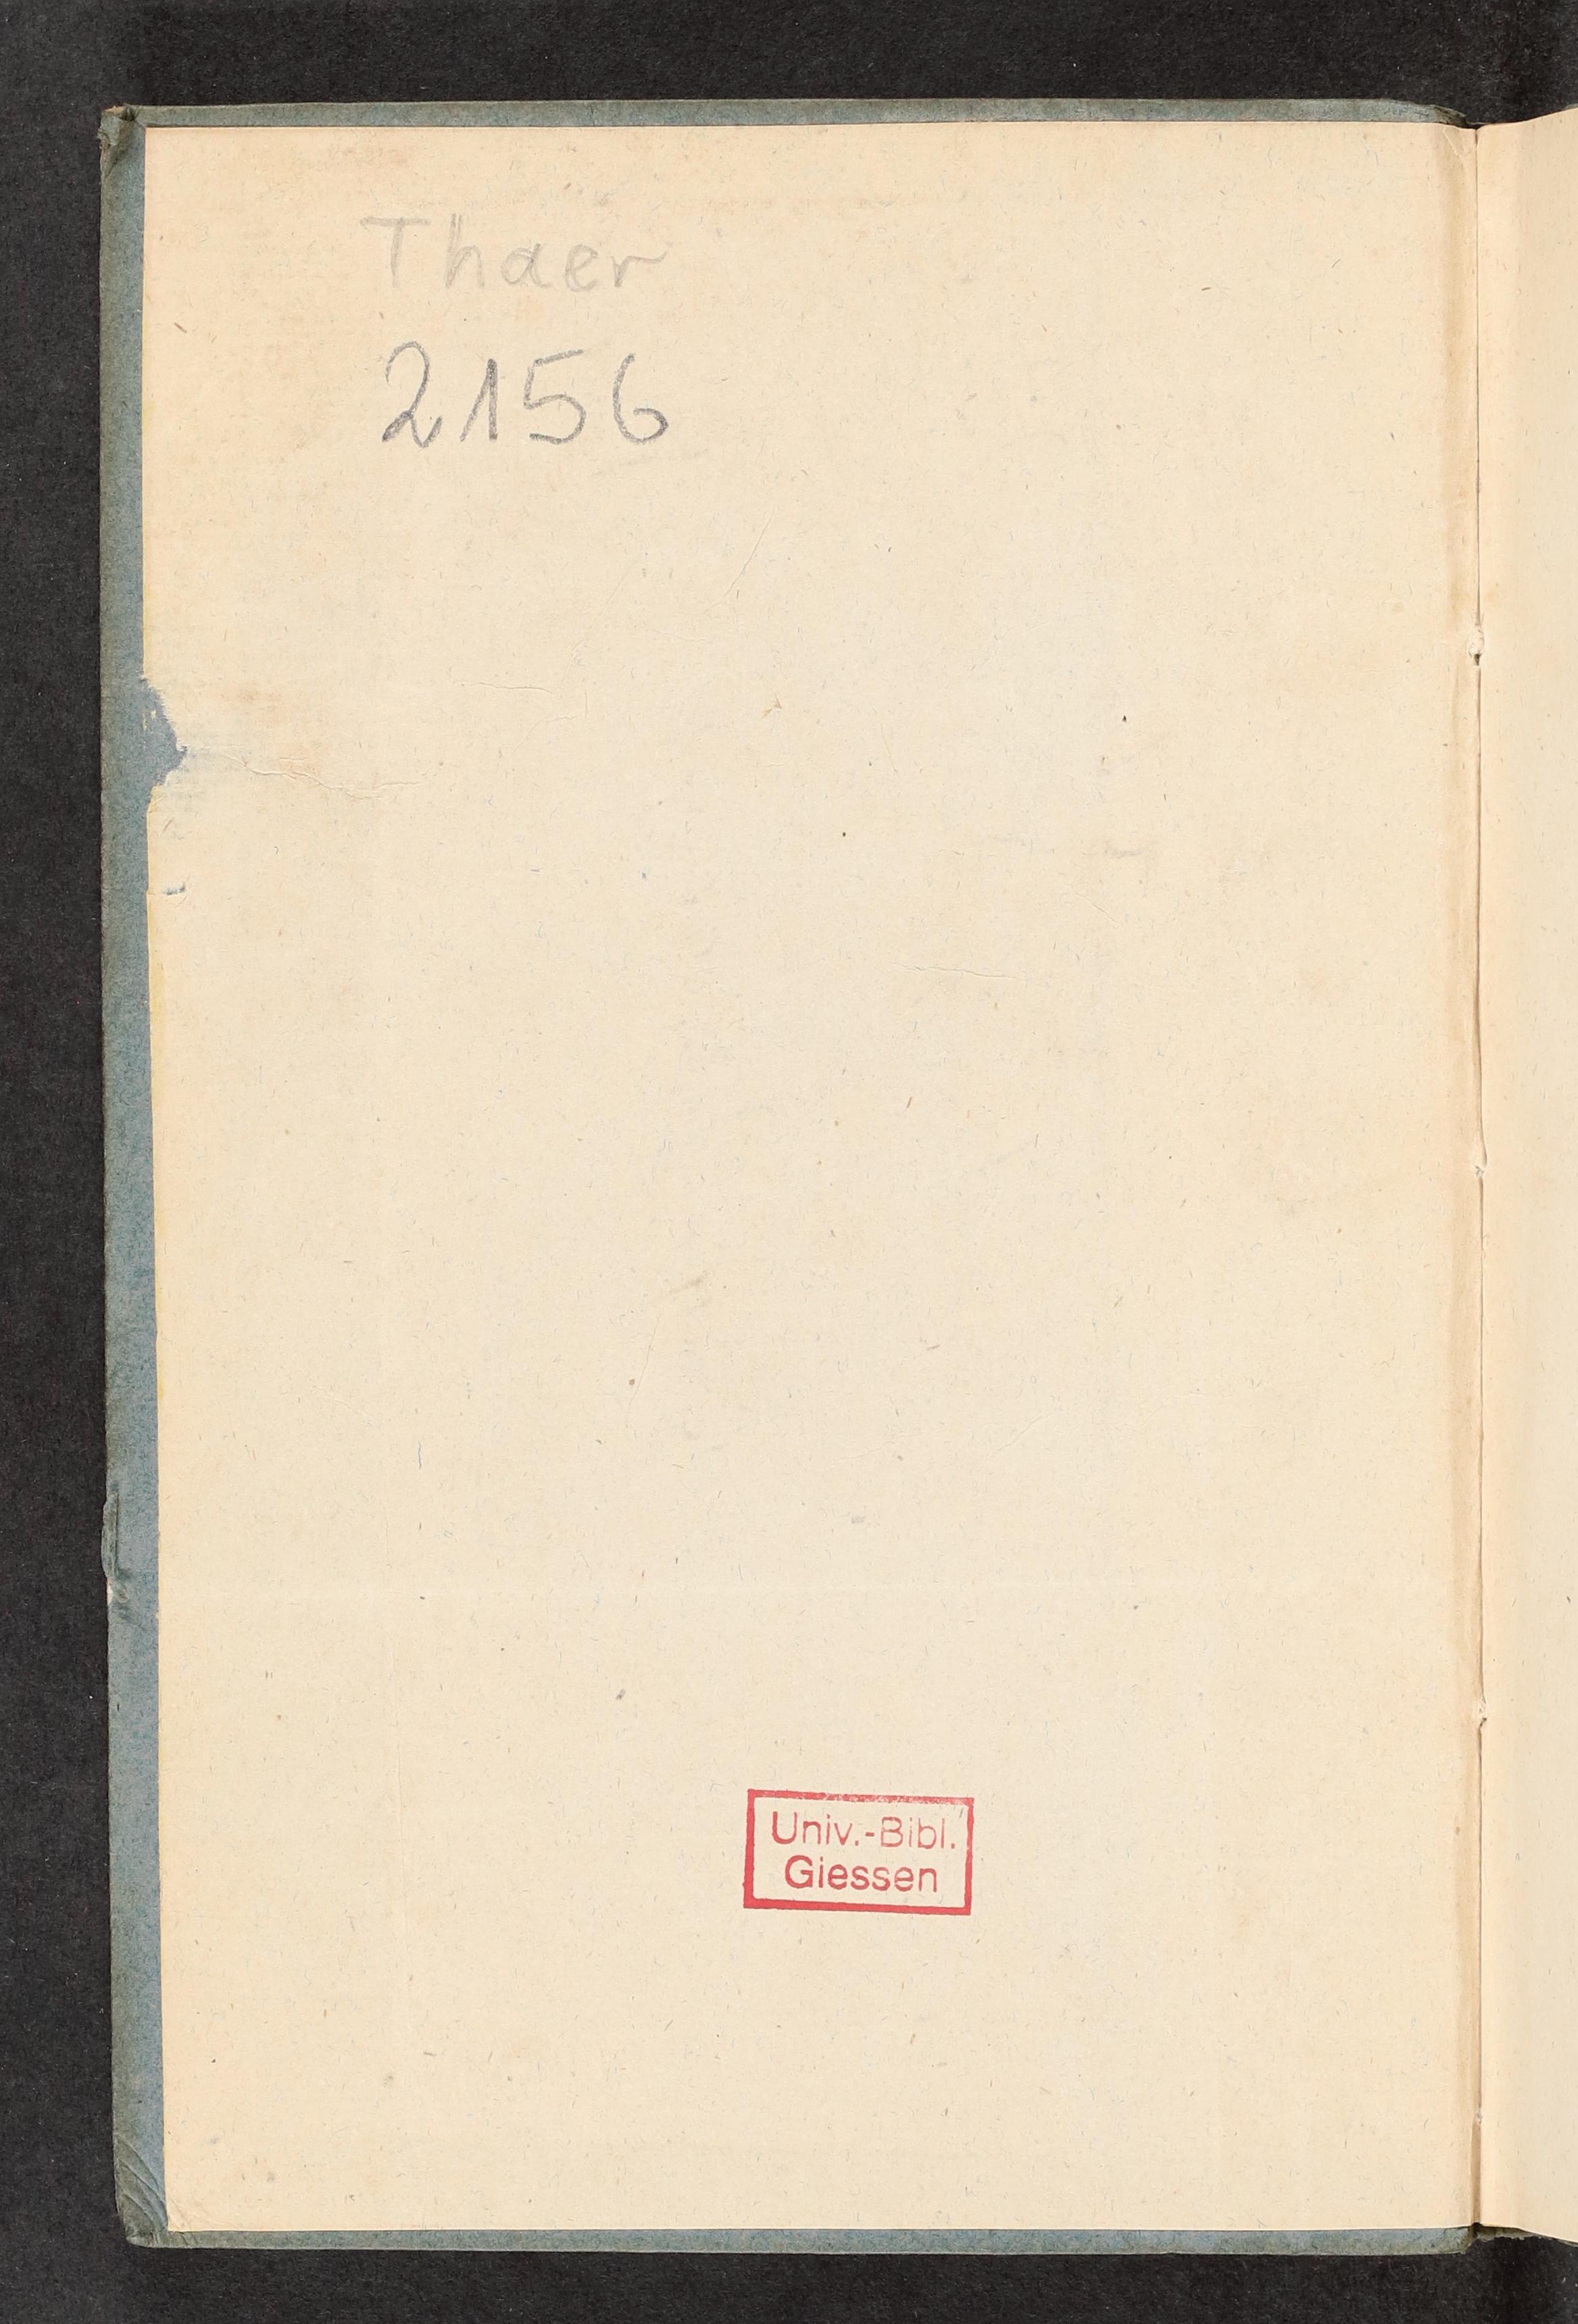 Thaer
2156
Univ.-Bibl.
Giessen